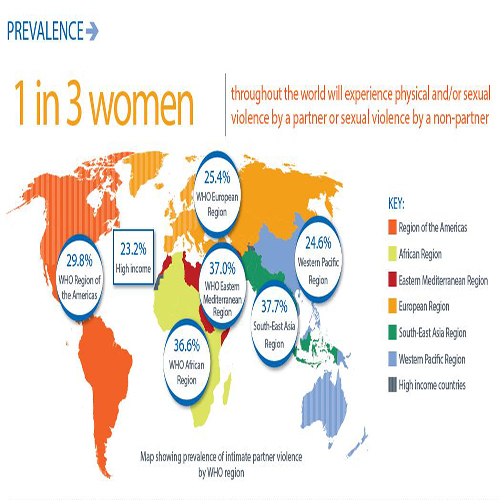 PREVALENCE
1 in 3 women
throughout the world will experience physical and/or sexual
violence by a partner or sexual violence by a non-partner
25.4%
WHO European
Region
23.2%
High income
29.8%
WHO Region of
the Americas
37.0%
WHO Eastern
Mediterranean
Region
24.6%
Western Pacific
Region
37.7%
South-East Asia
Region
36.6%
WHO African
Region
KEY:
Region of the Americas
African Region
Eastern Mediterranean Region
European Region
South-East Asia Region
Western Pacific Region
High income countries
Map showing prevalence of intimate partner violence
by WHO region